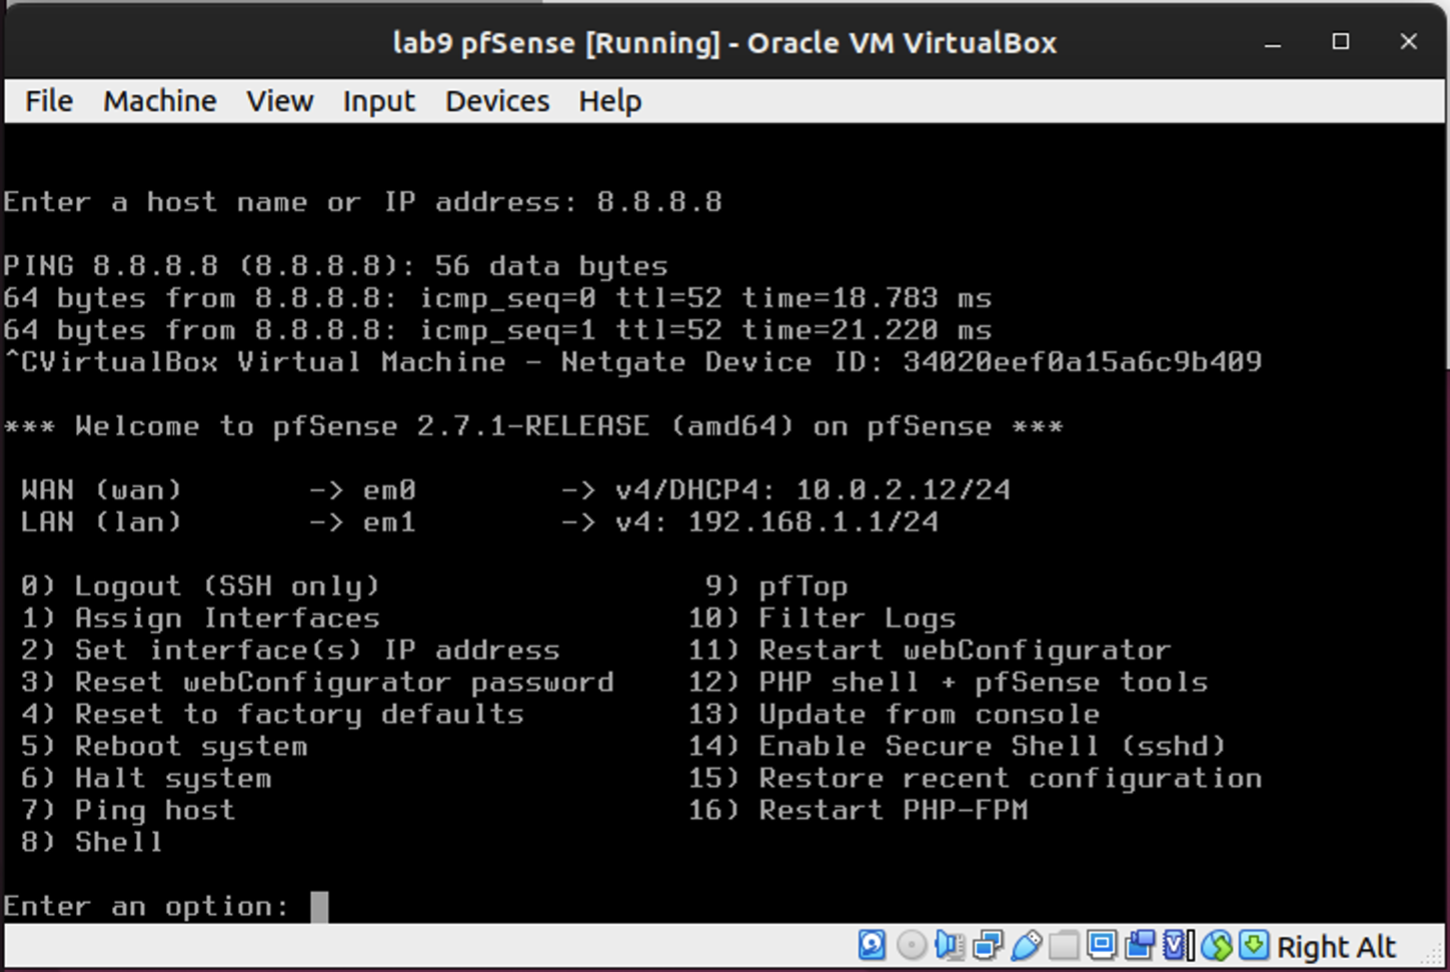 lab9 pfSense [Running] - Oracle VM VirtualBox
File Machine View Input Devices Help
Enter a host name or IP address: 8.8.8.8
PING 8.8.8.8 (8.8.8.8): 56 data bytes
64 bytes from 8.8.8.8: icmp_seq=0 ttl=52 time=18.783 ms
64 bytes from 8.8.8.8: icmp_seq=1 ttl=52 time=21.220 ms
^CVirtualBox Virtual Machine - Netgate Device ID: 34020eef0a15a6c9b409
*** Welcome to pfSense 2.7.1-RELEASE (amd64) on pfSense ***
WAN (wan) -> em0 -> v4/DHCP4: 10.0.2.12/24
LAN (lan) -> em1 -> v4: 192.168.1.1/24
0) Logout (SSH only) 9) pfTop
1) Assign Interfaces 10) Filter Logs
2) Set interface(s) IP address 11) Restart webConfigurator
3) Reset webConfigurator password 12) PHP shell + pfSense tools
4) Reset to factory defaults 13) Update from console
5) Reboot system 14) Enable Secure Shell (sshd)
6) Halt system 15) Restore recent configuration
7) Ping host 16) Restart PHP-FPM
8) Shell
Enter an option:
Right Alt